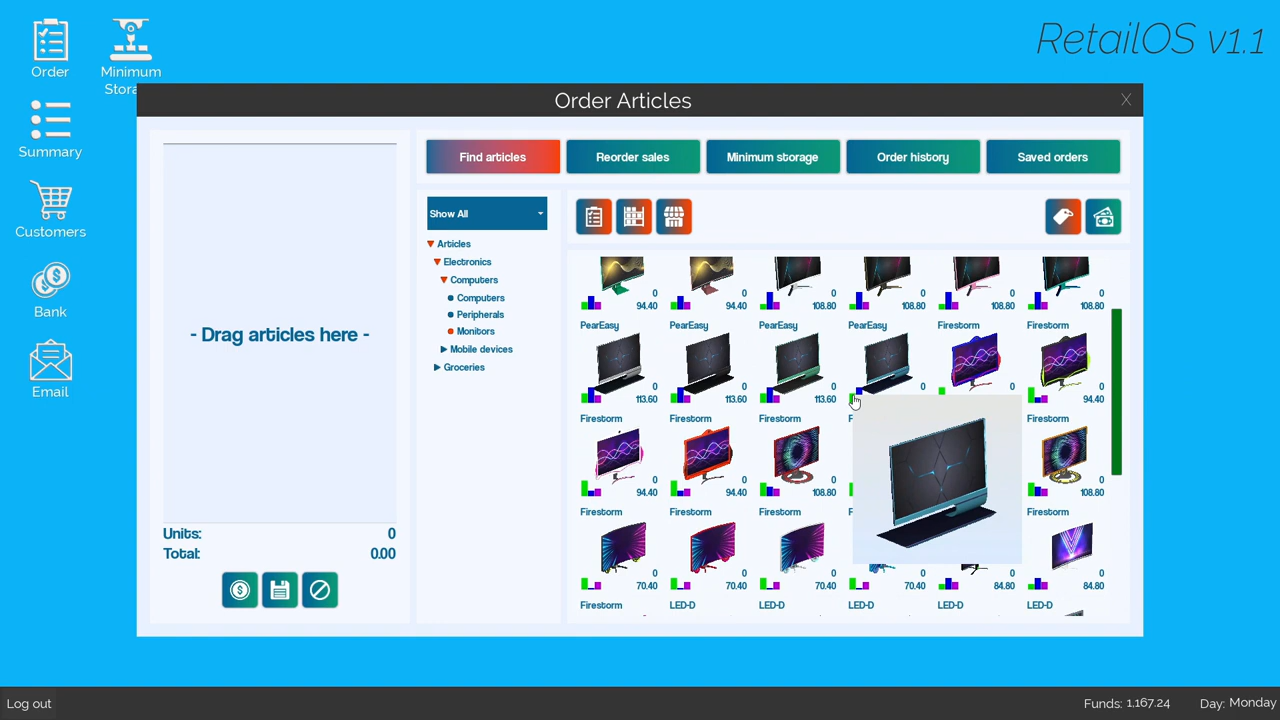 RetailOS v1.1
Order
Minimum
Stora
Summary
Customers
Bank
Email
Order Articles
X
- Drag articles here -
Units: 0
Total: 0.00
Find articles
Reorder sales
Minimum storage
Order history
Saved orders
Show All
Articles
Electronics
Computers
Computers
Peripherals
Monitors
Mobile devices
Groceries
0 0 0 0 0 0
94.40 94.40 108.80 108.80 108.80 108.80
PearEasy PearEasy PearEasy PearEasy Firestorm Firestorm
0 0 0 0 0 0
113.60 113.60 113.60 94.40
Firestorm Firestorm Firestorm Firestorm
0 0 0 0
94.40 94.40 108.80 108.80
Firestorm Firestorm Firestorm Firestorm
0 0 0 0 0 0
70.40 70.40 70.40 70.40 84.80 84.80
Firestorm LED-D LED-D LED-D LED-D LED-D
Log out
Funds: 1,167.24
Day: Monday